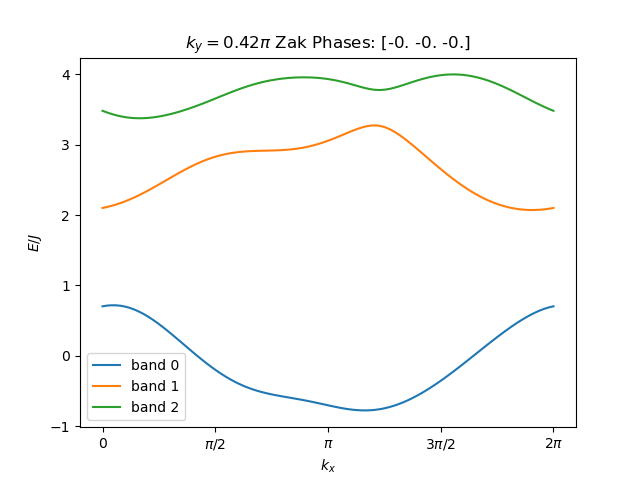 k_y = 0.42π Zak Phases: [-0. -0. -0.]
4
3
2
1
0
−1
E/J
band 0
band 1
band 2
0 π/2 π 3π/2 2π
k_x